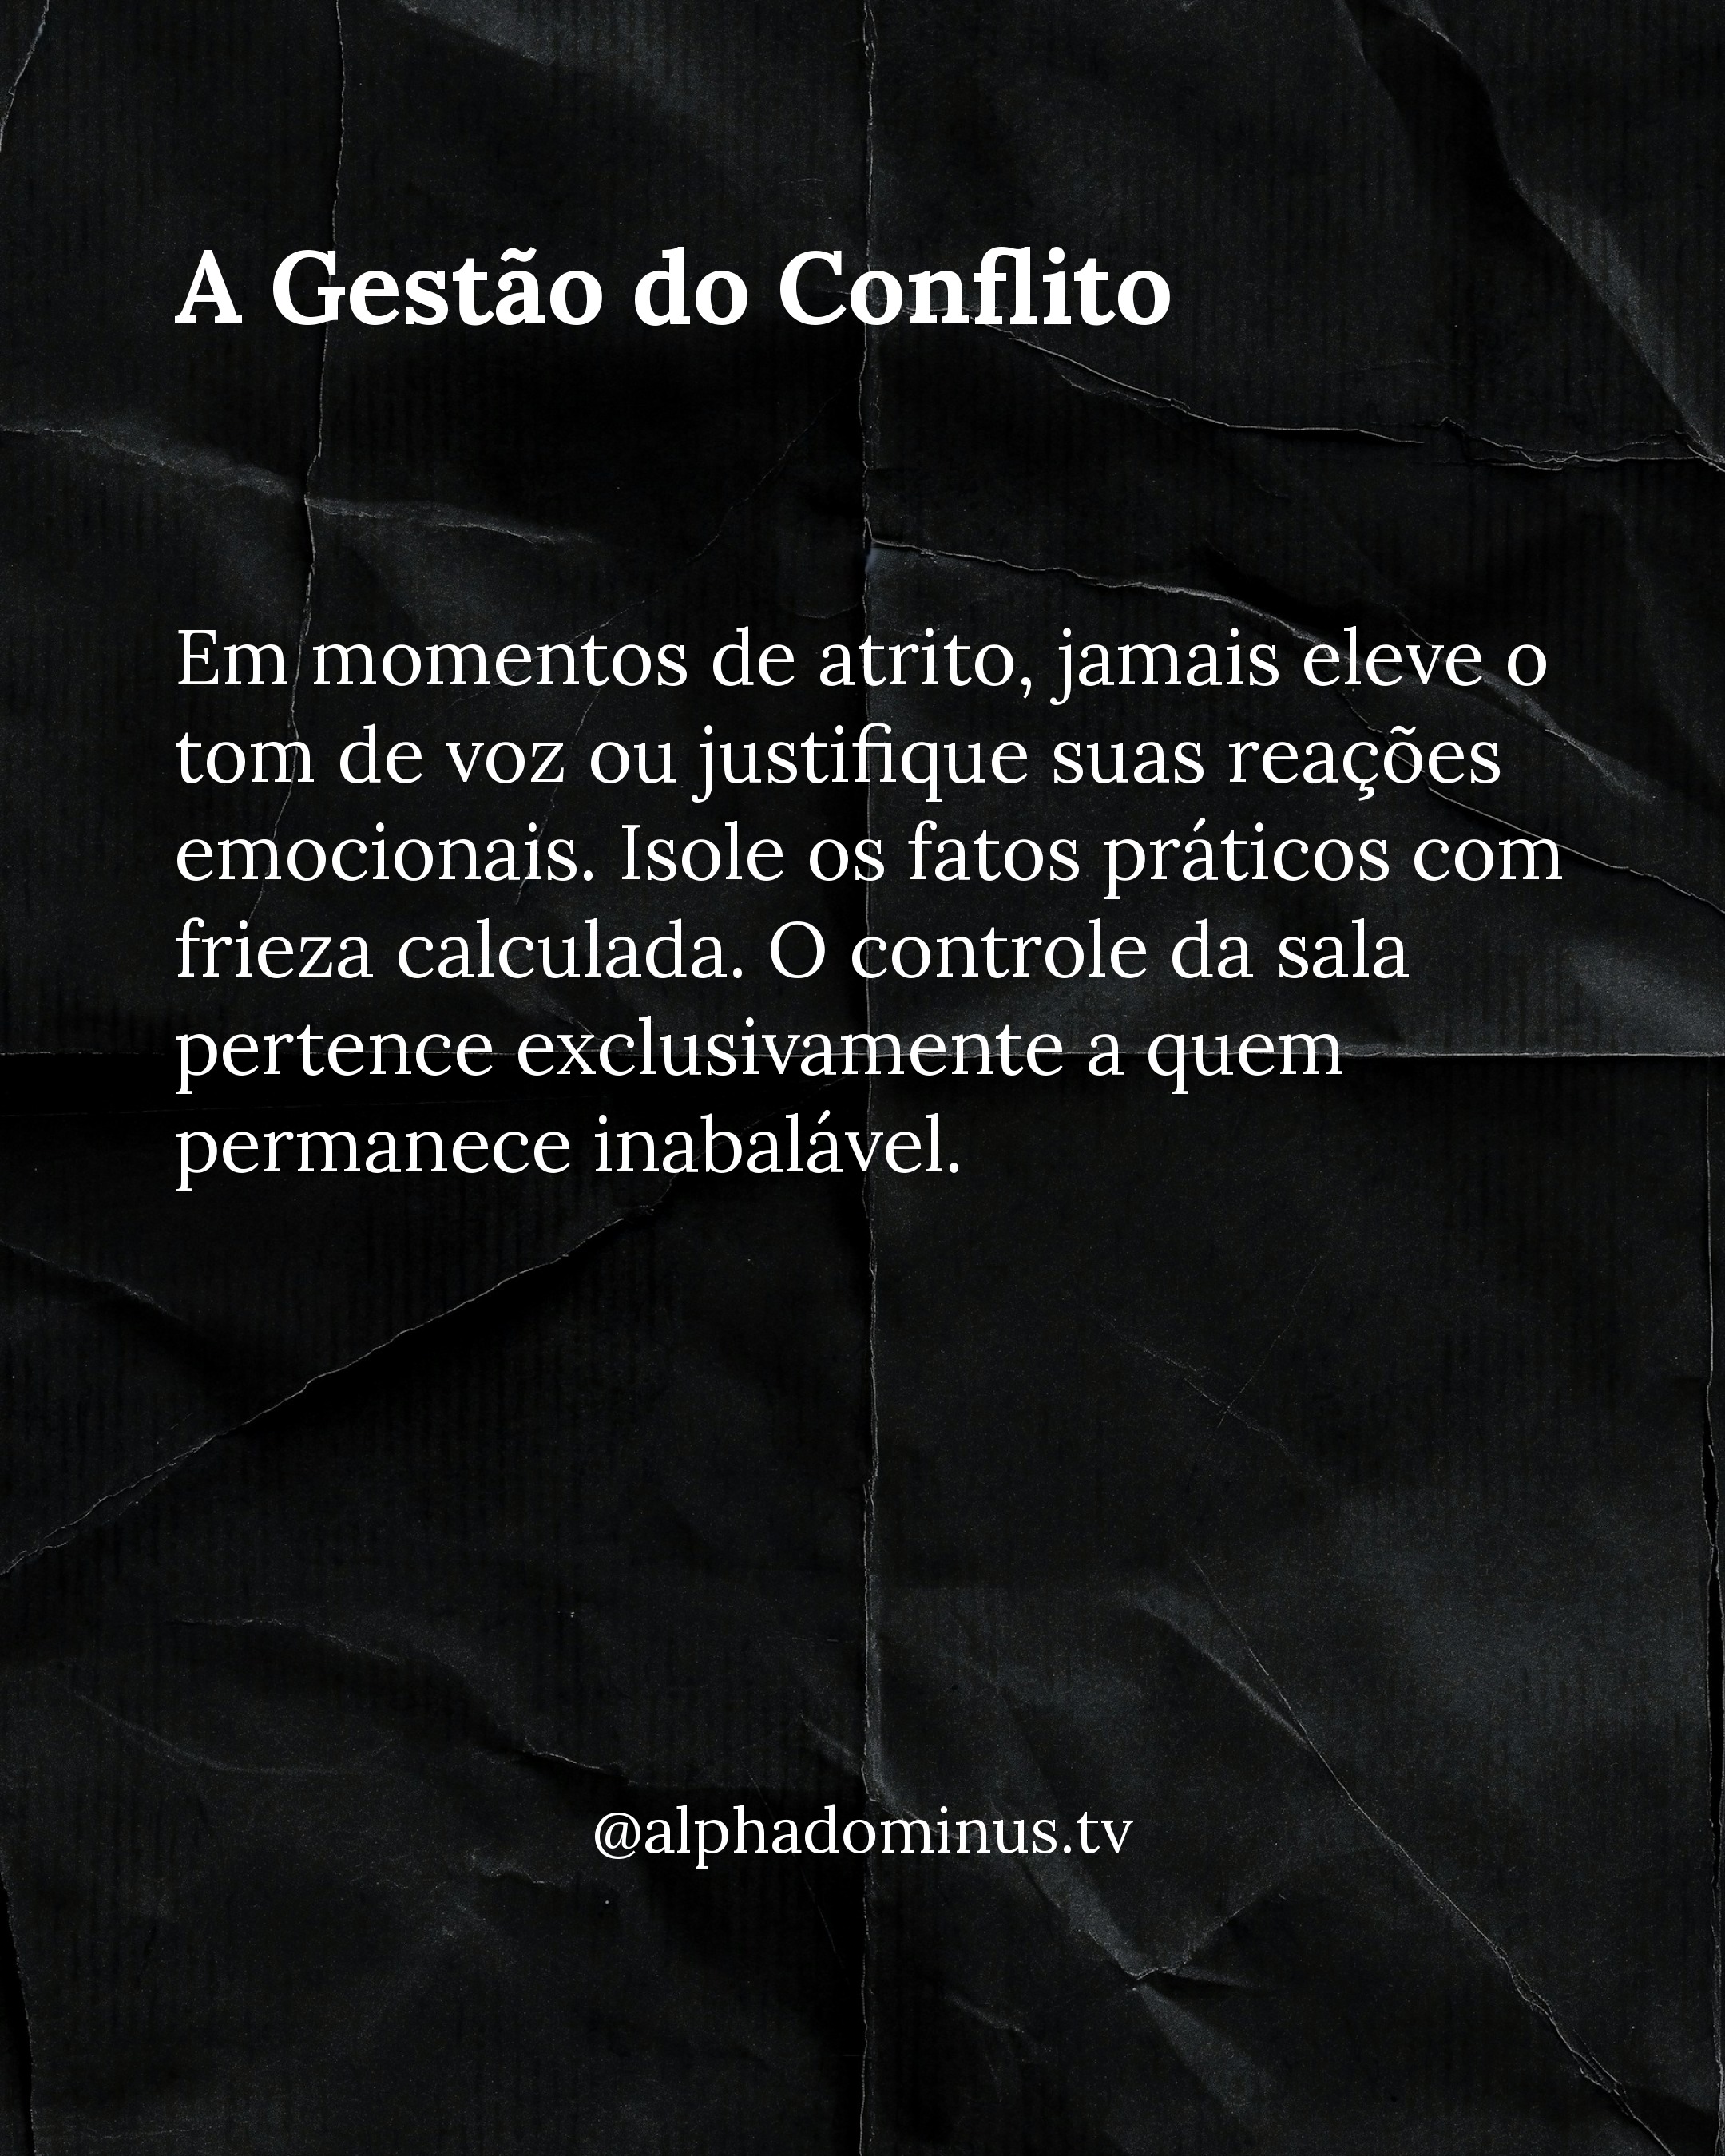 A Gestão do Conflito
Em momentos de atrito, jamais eleve o
tom de voz ou justifique suas reações
emocionais. Isole os fatos práticos com
frieza calculada. O controle da sala
pertence exclusivamente a quem
permanece inabalável.
@alphadominus.tv